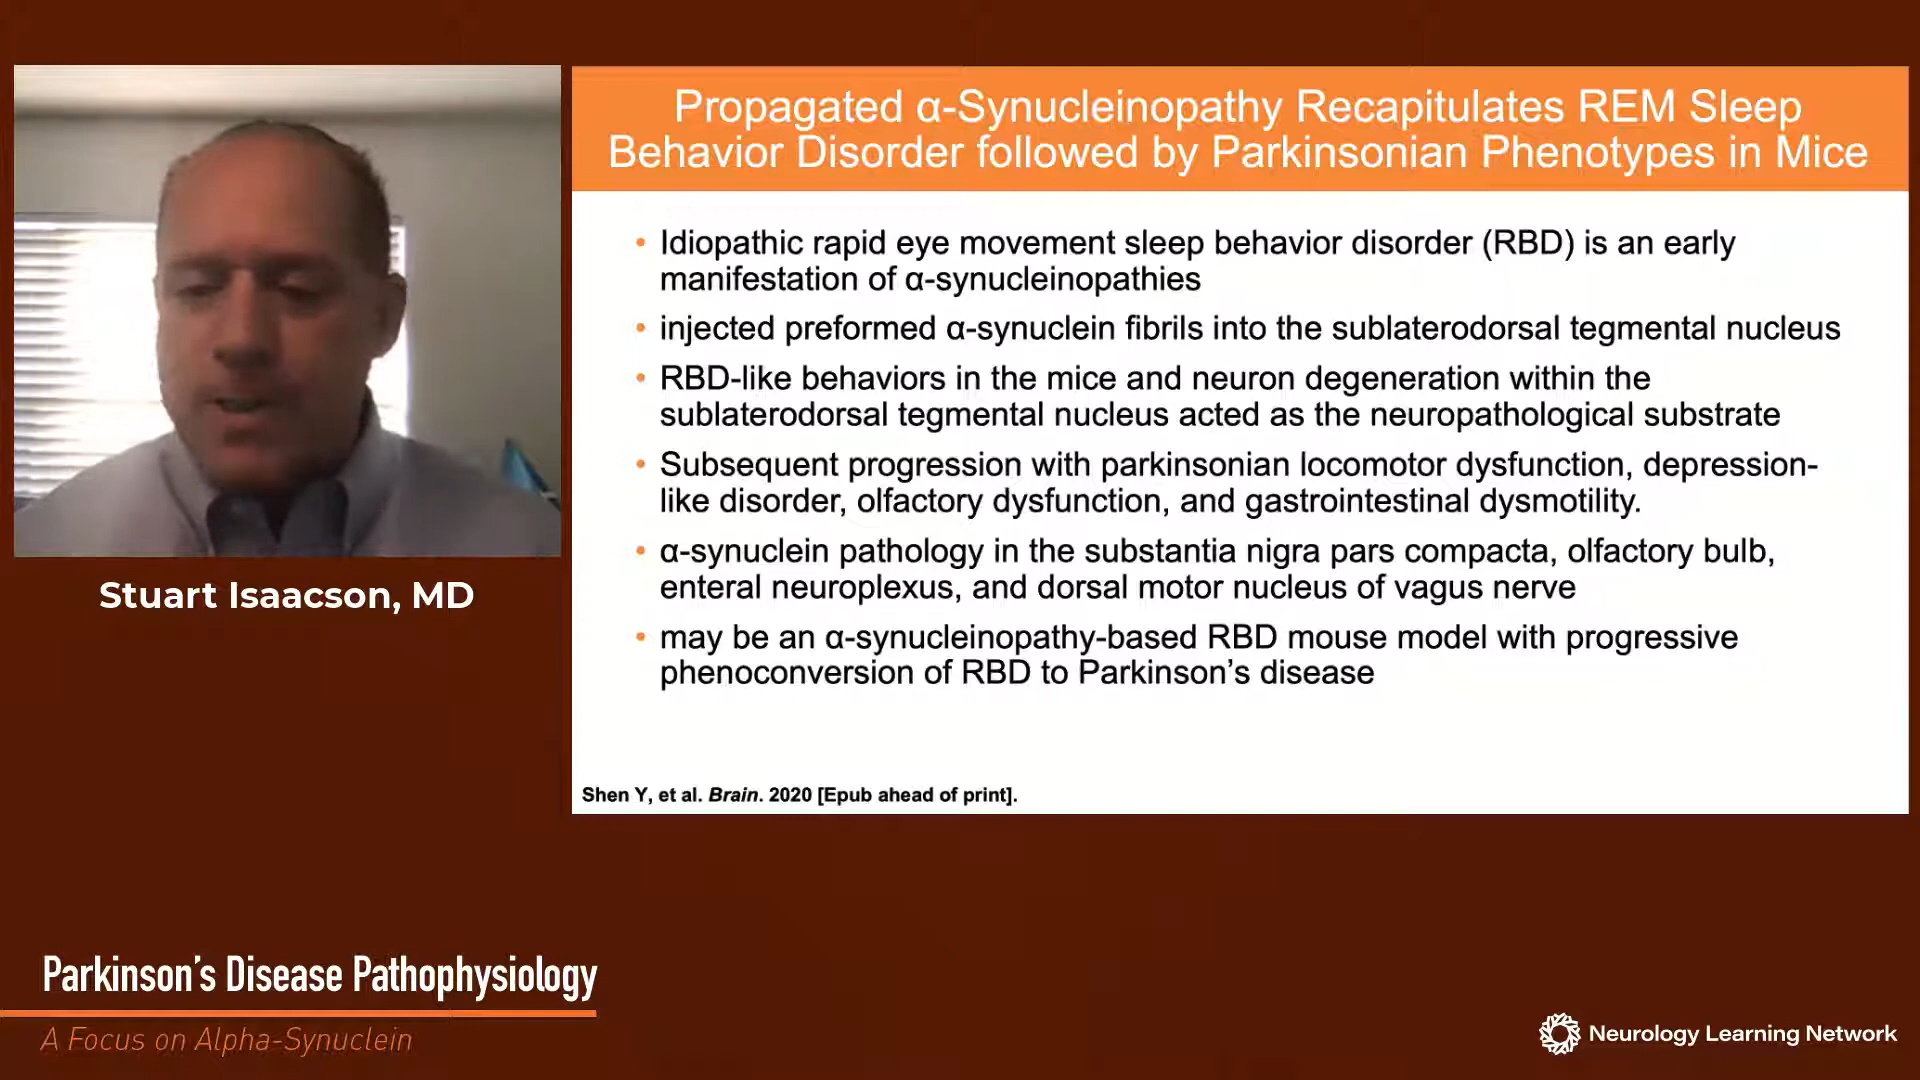 Propagated α-Synucleinopathy Recapitulates REM Sleep
Behavior Disorder followed by Parkinsonian Phenotypes in Mice
• Idiopathic rapid eye movement sleep behavior disorder (RBD) is an early
manifestation of α-synucleinopathies
• injected preformed α-synuclein fibrils into the sublaterodorsal tegmental nucleus
• RBD-like behaviors in the mice and neuron degeneration within the
sublaterodorsal tegmental nucleus acted as the neuropathological substrate
• Subsequent progression with parkinsonian locomotor dysfunction, depression-
like disorder, olfactory dysfunction, and gastrointestinal dysmotility.
• α-synuclein pathology in the substantia nigra pars compacta, olfactory bulb,
enteral neuroplexus, and dorsal motor nucleus of vagus nerve
• may be an α-synucleinopathy-based RBD mouse model with progressive
phenoconversion of RBD to Parkinson’s disease
Shen Y, et al. Brain. 2020 [Epub ahead of print].
Stuart Isaacson, MD
Parkinson’s Disease Pathophysiology
A Focus on Alpha-Synuclein
Neurology Learning Network